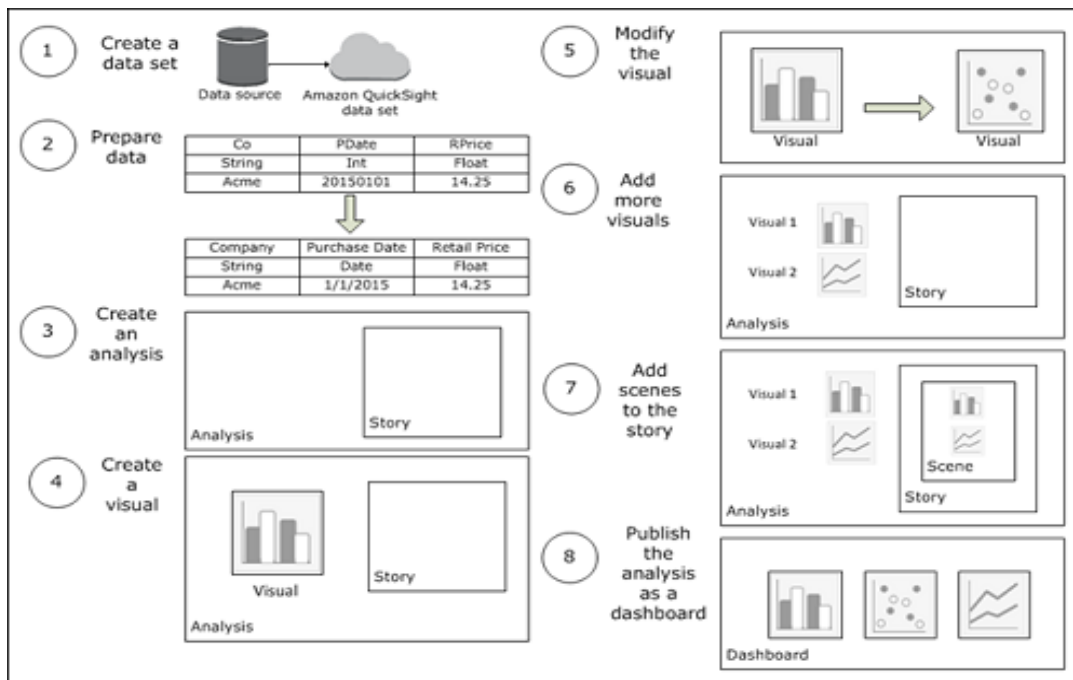 1
Create a
data set
Data source
Amazon QuickSight
data set
2
Prepare
data
Co PDate RPrice
String Int Float
Acme 20150101 14.25
Company Purchase Date Retail Price
String Date Float
Acme 1/1/2015 14.25
3
Create
an
analysis
Story
Analysis
4
Create
a
visual
Visual
Story
Analysis
5
Modify
the
visual
Visual
Visual
6
Add
more
visuals
Visual 1
Visual 2
Story
Analysis
7
Add
scenes
to the
story
Visual 1
Visual 2
Scene
Story
Analysis
8
Publish
the
analysis
as a
dashboard
Dashboard